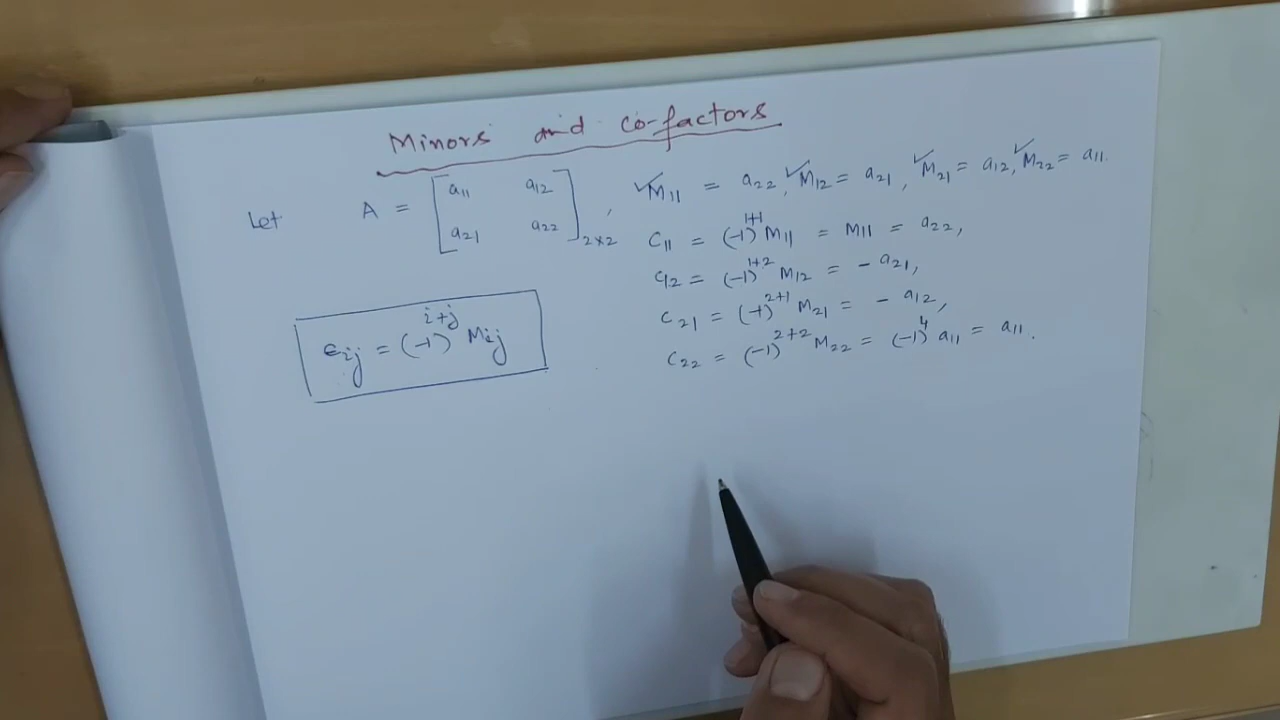 Minors and co-factors
Let A = [a11 a12
a21 a22]2×2, ✓M11 = a22, ✓M12 = a21, ✓M21 = a12, ✓M22 = a11.
C11 = (-1)^1+1 M11 = M11 = a22,
C12 = (-1)^1+2 M12 = - a21,
C21 = (-1)^2+1 M21 = - a12,
C22 = (-1)^2+2 M22 = (-1)^4 a11 = a11.
Cij = (-1)^i+j Mij